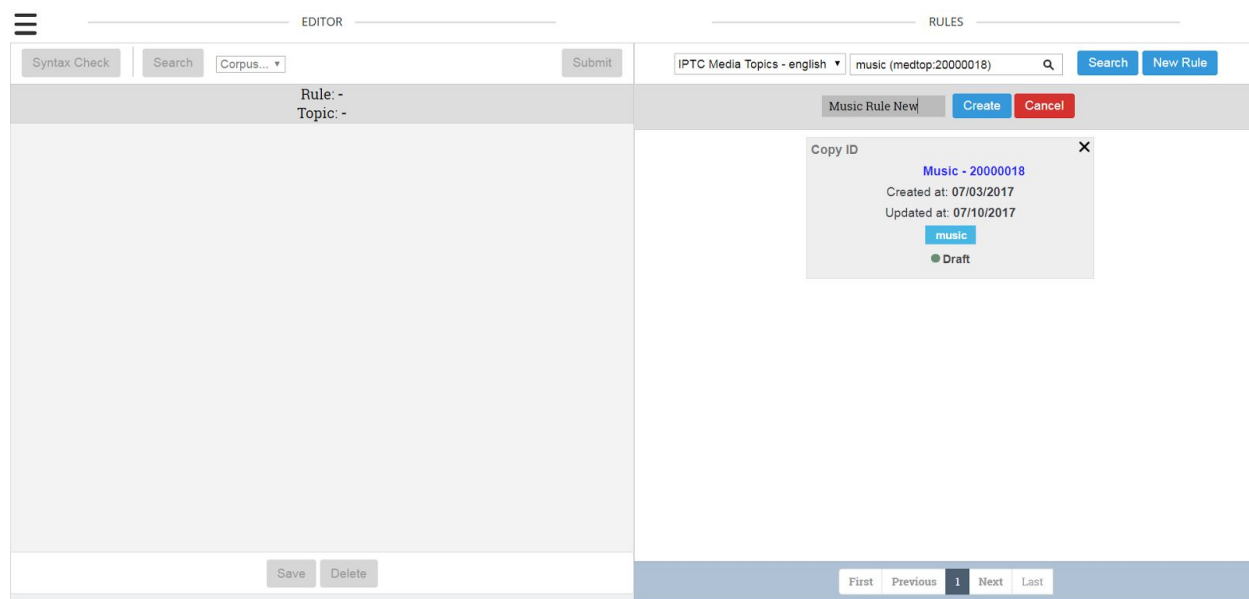 EDITOR
RULES
Syntax Check Search Corpus... Submit
IPTC Media Topics - english music (medtop:20000018) Search New Rule
Rule: -
Topic: -
Music Rule New Create Cancel
Copy ID
Music - 20000018
Created at: 07/03/2017
Updated at: 07/10/2017
music
Draft
Save Delete
First Previous 1 Next Last